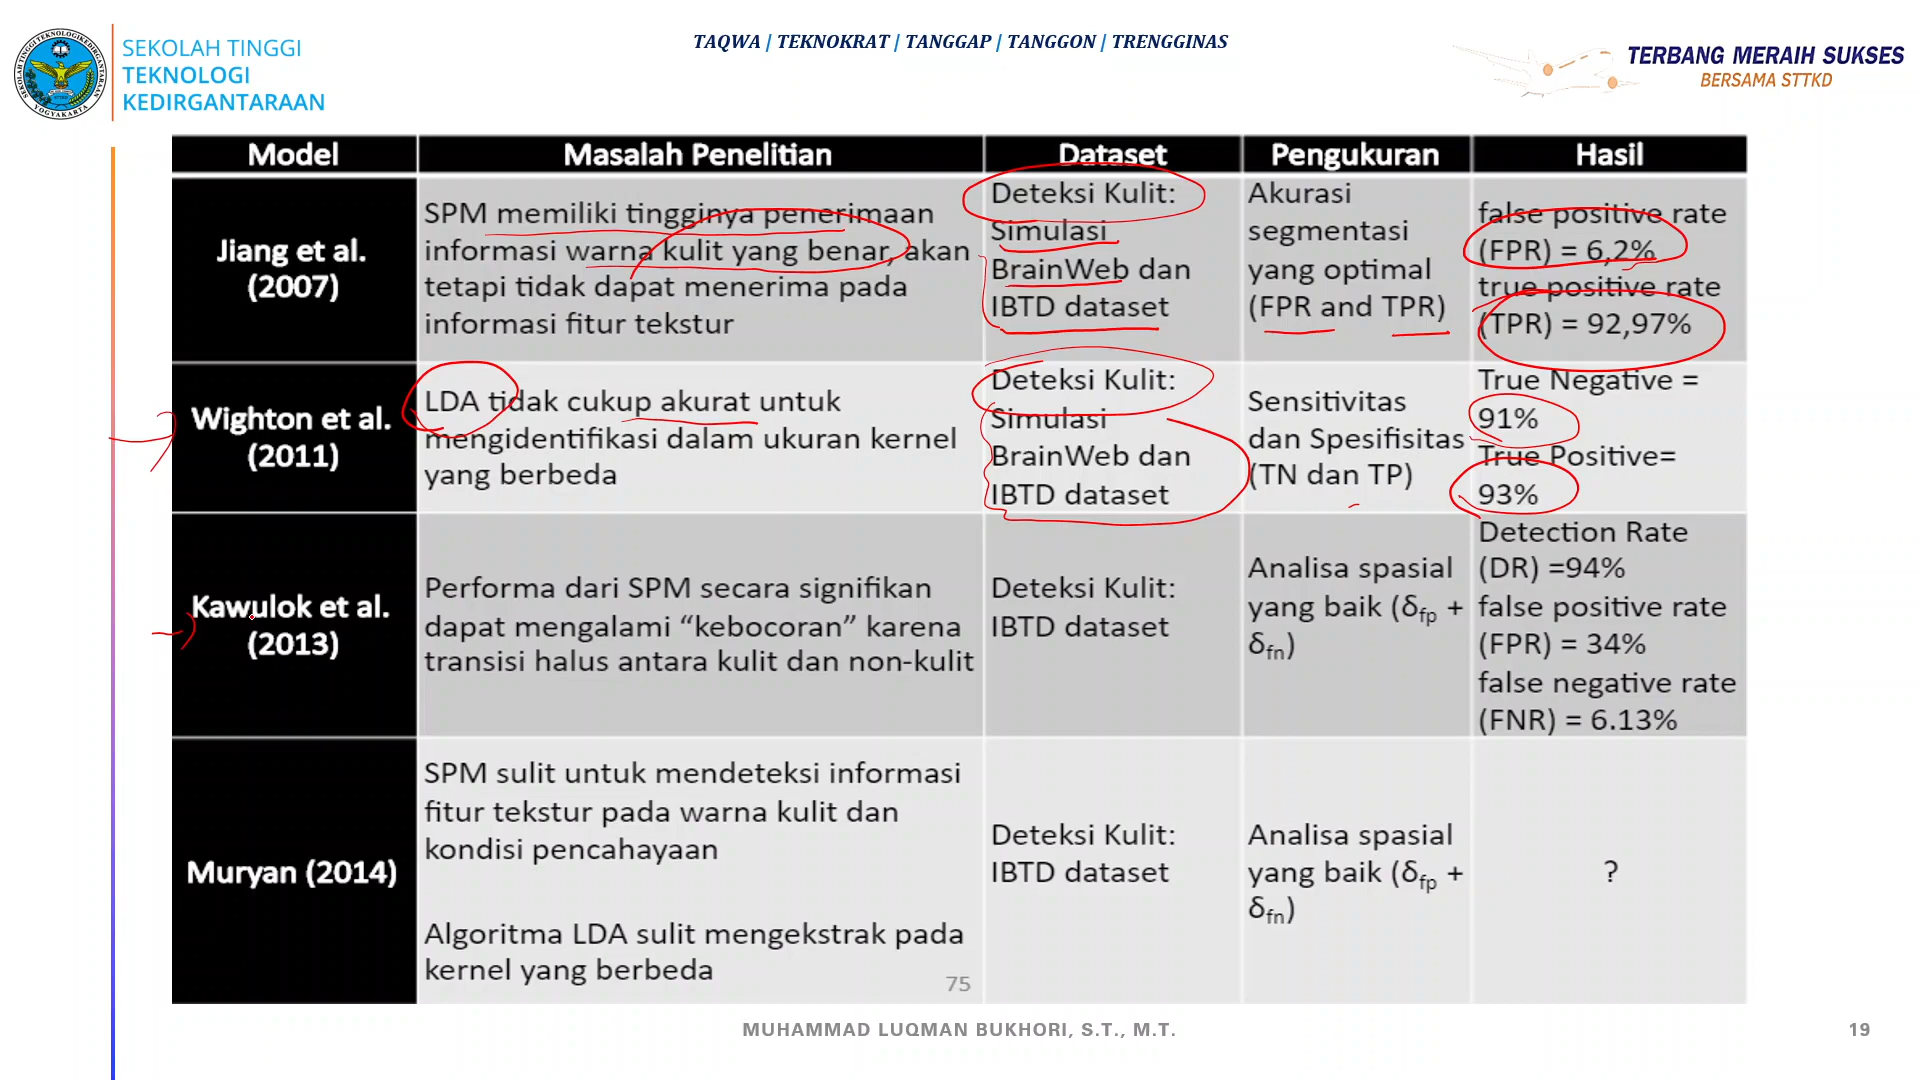 SEKOLAH TINGGI
TEKNOLOGI
KEDIRGANTARAAN
TAQWA | TEKNOKRAT | TANGGAP | TANGGON | TRENGGINAS
TERBANG MERAIH SUKSES
BERSAMA STTKD
Model
Masalah Penelitian
Dataset
Pengukuran
Hasil
Jiang et al.
(2007)
SPM memiliki tingginya penerimaan
informasi warna kulit yang benar, akan
tetapi tidak dapat menerima pada
informasi fitur tekstur
Deteksi Kulit:
Simulasi
BrainWeb dan
IBTD dataset
Akurasi
segmentasi
yang optimal
(FPR and TPR)
false positive rate
(FPR) = 6,2%
true positive rate
(TPR) = 92,97%
Wighton et al.
(2011)
LDA tidak cukup akurat untuk
mengidentifikasi dalam ukuran kernel
yang berbeda
Deteksi Kulit:
Simulasi
BrainWeb dan
IBTD dataset
Sensitivitas
dan Spesifisitas
(TN dan TP)
True Negative =
91%
True Positive=
93%
Kawulok et al.
(2013)
Performa dari SPM secara signifikan
dapat mengalami “kebocoran” karena
transisi halus antara kulit dan non-kulit
Deteksi Kulit:
IBTD dataset
Analisa spasial
yang baik (δfp +
δfn)
Detection Rate
(DR) =94%
false positive rate
(FPR) = 34%
false negative rate
(FNR) = 6.13%
Muryan (2014)
SPM sulit untuk mendeteksi informasi
fitur tekstur pada warna kulit dan
kondisi pencahayaan
Algoritma LDA sulit mengekstrak pada
kernel yang berbeda
75
Deteksi Kulit:
IBTD dataset
Analisa spasial
yang baik (δfp +
δfn)
?
MUHAMMAD LUQMAN BUKHORI, S.T., M.T.
19